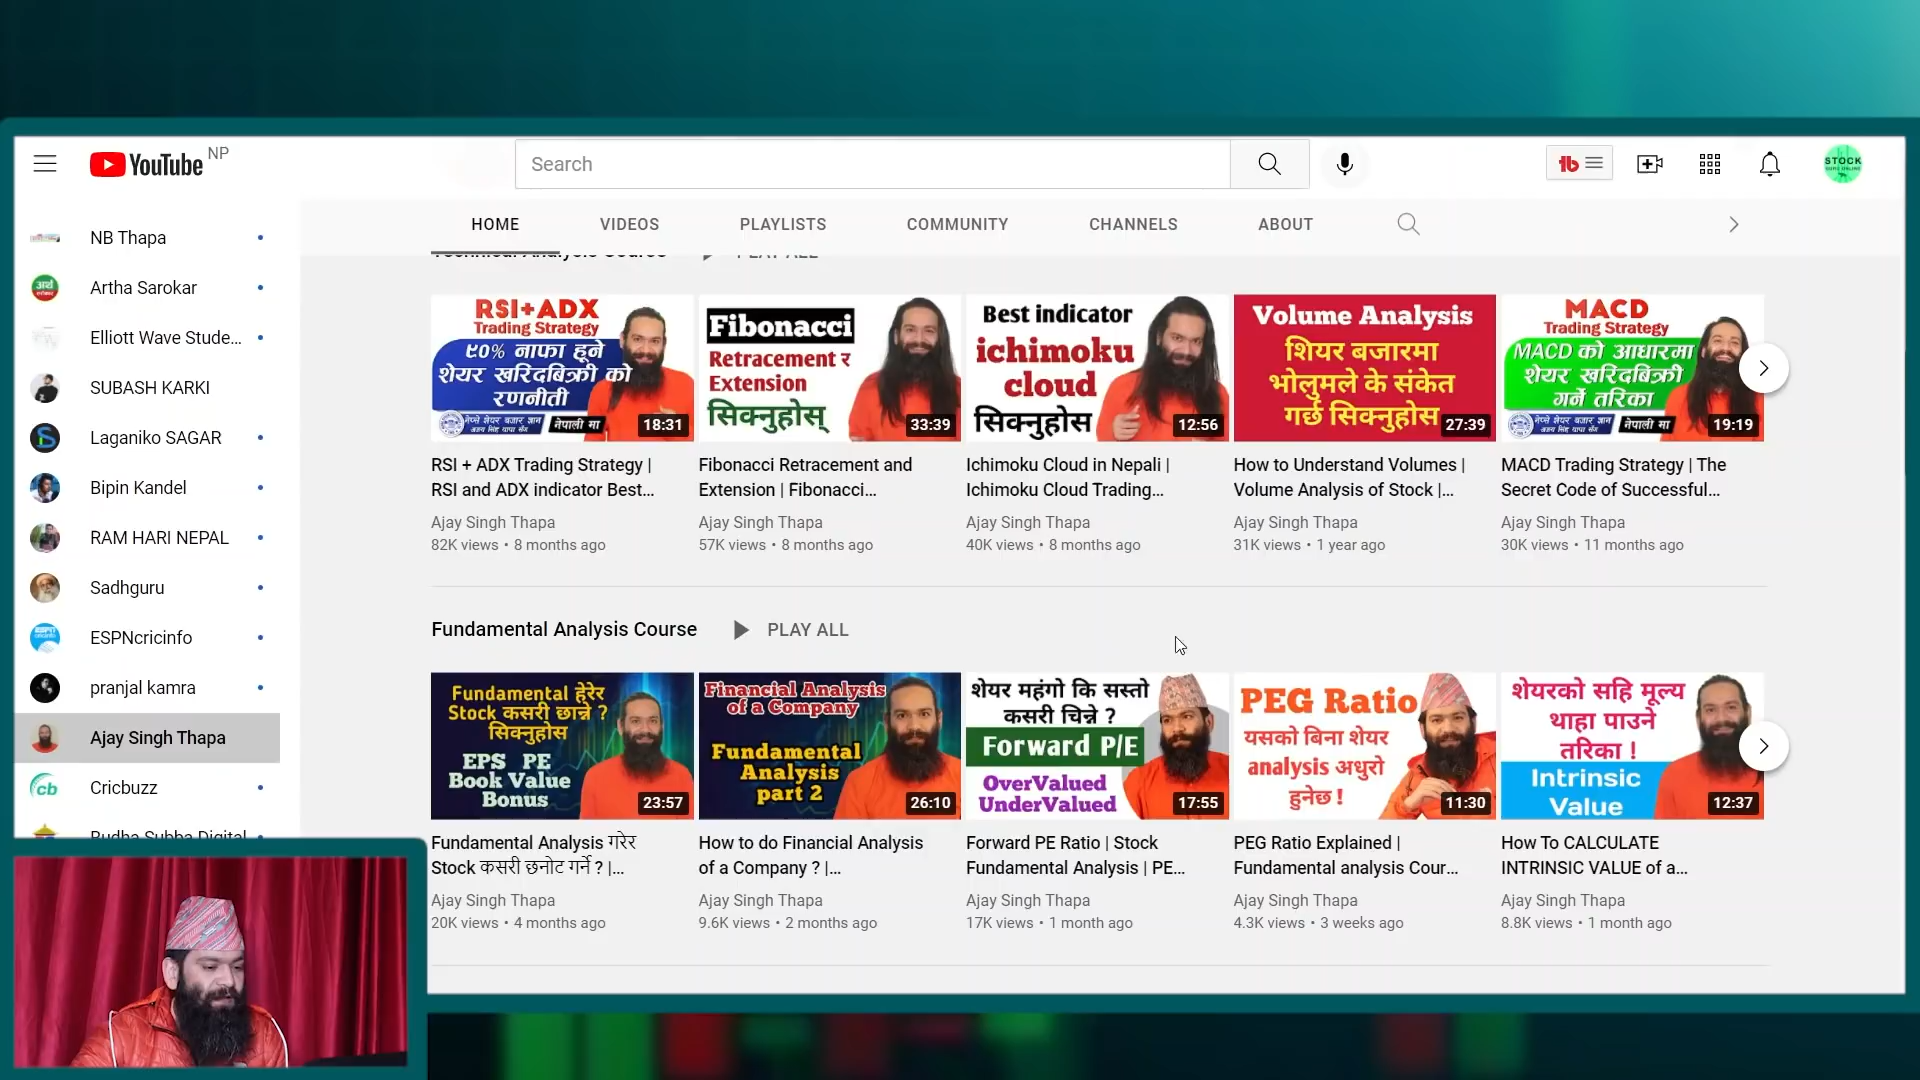 YouTube NP
Search
STOCK
HOME
VIDEOS
PLAYLISTS
COMMUNITY
CHANNELS
ABOUT
NB Thapa
Artha Sarokar
Elliott Wave Stude...
SUBASH KARKI
Laganiko SAGAR
Bipin Kandel
RAM HARI NEPAL
Sadhguru
ESPNcricinfo
pranjal kamra
Ajay Singh Thapa
Cricbuzz
Budha Subba Digital
Technical Analysis Course
PLAY ALL
RSI+ADX
Trading Strategy
९०% नाफा हुने
शेयर खरिदबिक्री को
रणनीती
नेपाली मा
18:31
RSI + ADX Trading Strategy |
RSI and ADX indicator Best...
Ajay Singh Thapa
82K views • 8 months ago
Fibonacci
Retracement र
Extension
सिक्नुहोस्
33:39
Fibonacci Retracement and
Extension | Fibonacci...
Ajay Singh Thapa
57K views • 8 months ago
Best indicator
ichimoku
cloud
सिक्नुहोस
12:56
Ichimoku Cloud in Nepali |
Ichimoku Cloud Trading...
Ajay Singh Thapa
40K views • 8 months ago
Volume Analysis
शियर बजारमा
भोलुमले के संकेत
गर्छ सिक्नुहोस
27:39
How to Understand Volumes |
Volume Analysis of Stock |...
Ajay Singh Thapa
31K views • 1 year ago
MACD
Trading Strategy
MACD को आधारमा
शेयर खरिदबिक्री
गर्ने तरिका
नेपाली मा
19:19
MACD Trading Strategy | The
Secret Code of Successful...
Ajay Singh Thapa
30K views • 11 months ago
Fundamental Analysis Course
PLAY ALL
Fundamental हेरेर
Stock कसरी छान्ने ?
सिक्नुहोस
EPS PE
Book Value
Bonus
23:57
Fundamental Analysis गरेर
Stock कसरी छनोट गर्ने ? |...
Ajay Singh Thapa
20K views • 4 months ago
Financial Analysis
of a Company
Fundamental
Analysis
part 2
26:10
How to do Financial Analysis
of a Company ? |...
Ajay Singh Thapa
9.6K views • 2 months ago
शेयर महंगो कि सस्तो
कसरी चिन्ने ?
Forward P/E
OverValued
UnderValued
17:55
Forward PE Ratio | Stock
Fundamental Analysis | PE...
Ajay Singh Thapa
17K views • 1 month ago
PEG Ratio
यसको बिना शेयर
analysis अधुरो
हुनेछ !
11:30
PEG Ratio Explained |
Fundamental analysis Cour...
Ajay Singh Thapa
4.3K views • 3 weeks ago
शेयरको सहि मूल्य
थाहा पाउने
तरिका !
Intrinsic
Value
12:37
How To CALCULATE
INTRINSIC VALUE of a...
Ajay Singh Thapa
8.8K views • 1 month ago